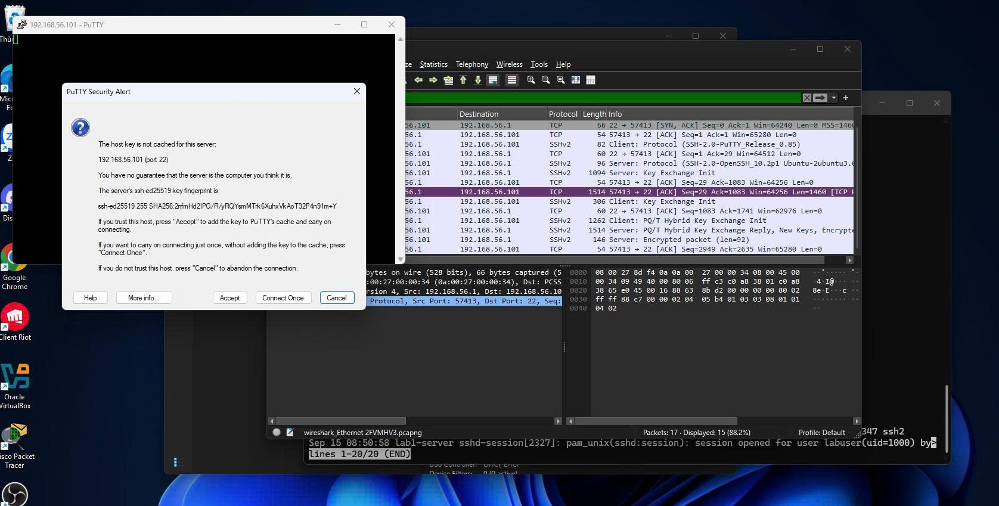 192.168.56.101 - PuTTY
PuTTY Security Alert
The host key is not cached for this server:
192.168.56.101 (port 22)
You have no guarantee that the server is the computer you think it is.
The server's ssh-ed25519 key fingerprint is:
ssh-ed25519 255 SHA256:2nfmHd2IPG/R/yRQYsmMTrk6XuhxVkAoT32P4n91m+Y
If you trust this host, press "Accept" to add the key to PuTTY's cache and carry on
connecting.
If you want to carry on connecting just once, without adding the key to the cache, press
"Connect Once".
If you do not trust this host, press "Cancel" to abandon the connection.
Help More info... Accept Connect Once Cancel
Statistics Telephony Wireless Tools Help
Destination Protocol Length Info
56.101 192.168.56.1 TCP 66 22 → 57413 [SYN, ACK] Seq=0 Ack=1 Win=64240 Len=0 MSS=1460
56.1 192.168.56.101 TCP 54 57413 → 22 [ACK] Seq=1 Ack=1 Win=65280 Len=0
56.1 192.168.56.101 SSHv2 82 Client: Protocol (SSH-2.0-PuTTY_Release_0.85)
56.101 192.168.56.1 TCP 60 22 → 57413 [ACK] Seq=1 Ack=29 Win=64512 Len=0
56.101 192.168.56.1 SSHv2 96 Server: Protocol (SSH-2.0-OpenSSH_10.2p1 Ubuntu-2ubuntu3.
56.101 192.168.56.1 SSHv2 1094 Server: Key Exchange Init
56.1 192.168.56.101 TCP 54 57413 → 22 [ACK] Seq=29 Ack=1083 Win=64256 Len=0
56.1 192.168.56.101 TCP 1514 57413 → 22 [ACK] Seq=29 Ack=1083 Win=64256 Len=1460 [TCP
56.1 192.168.56.101 SSHv2 306 Client: Key Exchange Init
56.101 192.168.56.1 TCP 60 22 → 57413 [ACK] Seq=1083 Ack=1741 Win=62976 Len=0
56.1 192.168.56.101 SSHv2 1262 Client: PQ/T Hybrid Key Exchange Init
56.101 192.168.56.1 SSHv2 1514 Server: PQ/T Hybrid Key Exchange Reply, New Keys, Encrypte
56.101 192.168.56.1 SSHv2 146 Server: Encrypted packet (len=92)
56.1 192.168.56.101 TCP 54 57413 → 22 [ACK] Seq=2949 Ack=2635 Win=65280 Len=0
bytes on wire (528 bits), 66 bytes captured (5
:00:27:00:00:34 (0a:00:27:00:00:34), Dst: PCSS
rsion 4, Src: 192.168.56.1, Dst: 192.168.56.10
Protocol, Src Port: 57413, Dst Port: 22, Seq:
0000 08 00 27 8d f4 0a 0a 00 27 00 00 34 08 00 45 00
0010 00 34 09 49 40 00 80 06 ff c3 c0 a8 38 01 c0 a8 ·4·I@···
0020 38 65 e0 45 00 16 88 63 8b d2 00 00 00 00 80 02 8e·E···c
0030 ff ff 88 c7 00 00 02 04 05 b4 01 03 03 08 01 01
0040 04 02
wireshark_Ethernet 2FVMHV3.pcapng
Packets: 17 · Displayed: 15 (88.2%)
Profile: Default
347 ssh2
Sep 15 08:50:58 lab1-server sshd-session[2327]: pam_unix(sshd:session): session opened for user labuser(uid=1000) by>
lines 1-20/20 (END)
Google
Chrome
Client Riot
Oracle
VirtualBox
isco Packet
Tracer